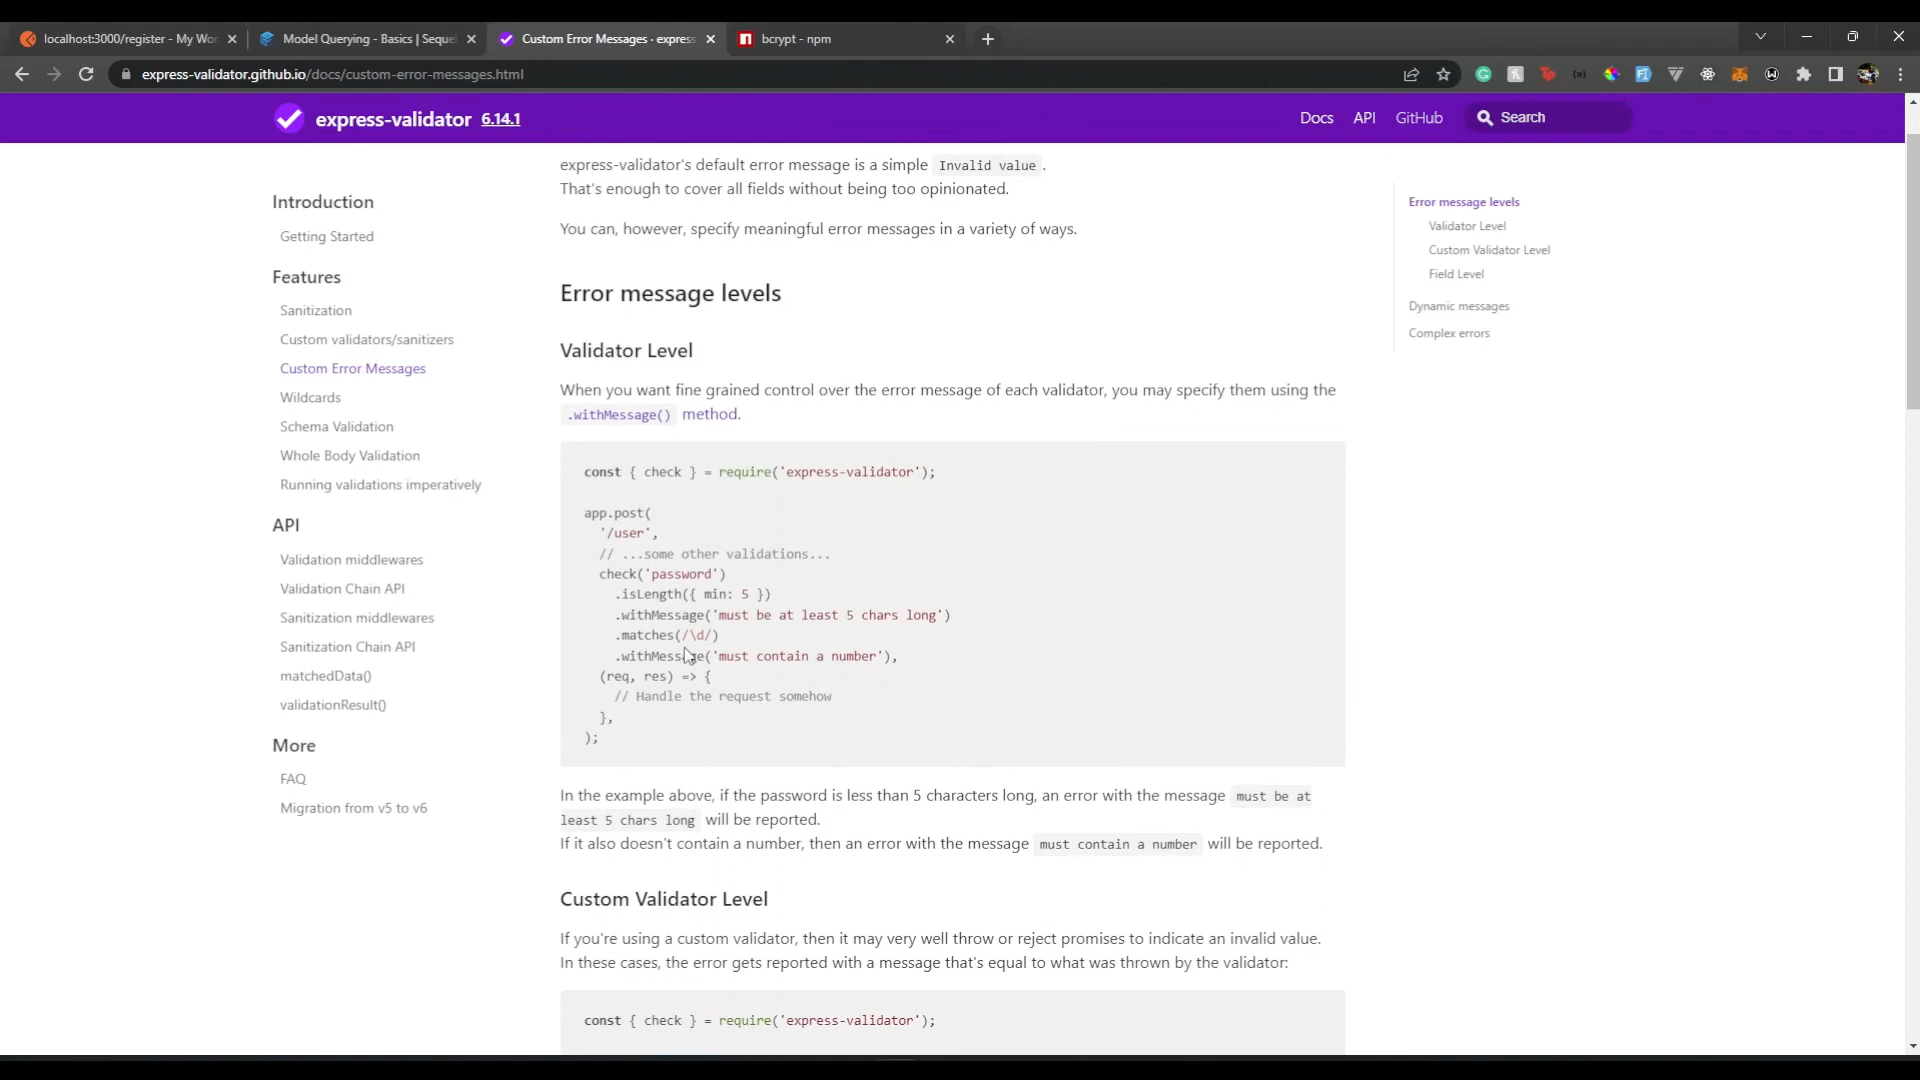 localhost:3000/register - My Wo
Model Querying - Basics | Seque
Custom Error Messages · expres
bcrypt - npm
express-validator.github.io/docs/custom-error-messages.html
express-validator 6.14.1
Docs API GitHub Search
Introduction
Getting Started
Features
Sanitization
Custom validators/sanitizers
Custom Error Messages
Wildcards
Schema Validation
Whole Body Validation
Running validations imperatively
API
Validation middlewares
Validation Chain API
Sanitization middlewares
Sanitization Chain API
matchedData()
validationResult()
More
FAQ
Migration from v5 to v6
express-validator's default error message is a simple Invalid value .
That's enough to cover all fields without being too opinionated.
You can, however, specify meaningful error messages in a variety of ways.
Error message levels
Validator Level
When you want fine grained control over the error message of each validator, you may specify them using the
.withMessage() method.
const { check } = require('express-validator');
app.post(
'/user',
// ...some other validations...
check('password')
.isLength({ min: 5 })
.withMessage('must be at least 5 chars long')
.matches(/\d/)
.withMessage('must contain a number'),
(req, res) => {
// Handle the request somehow
},
);
In the example above, if the password is less than 5 characters long, an error with the message must be at
least 5 chars long will be reported.
If it also doesn't contain a number, then an error with the message must contain a number will be reported.
Custom Validator Level
If you're using a custom validator, then it may very well throw or reject promises to indicate an invalid value.
In these cases, the error gets reported with a message that's equal to what was thrown by the validator:
const { check } = require('express-validator');
Error message levels
Validator Level
Custom Validator Level
Field Level
Dynamic messages
Complex errors